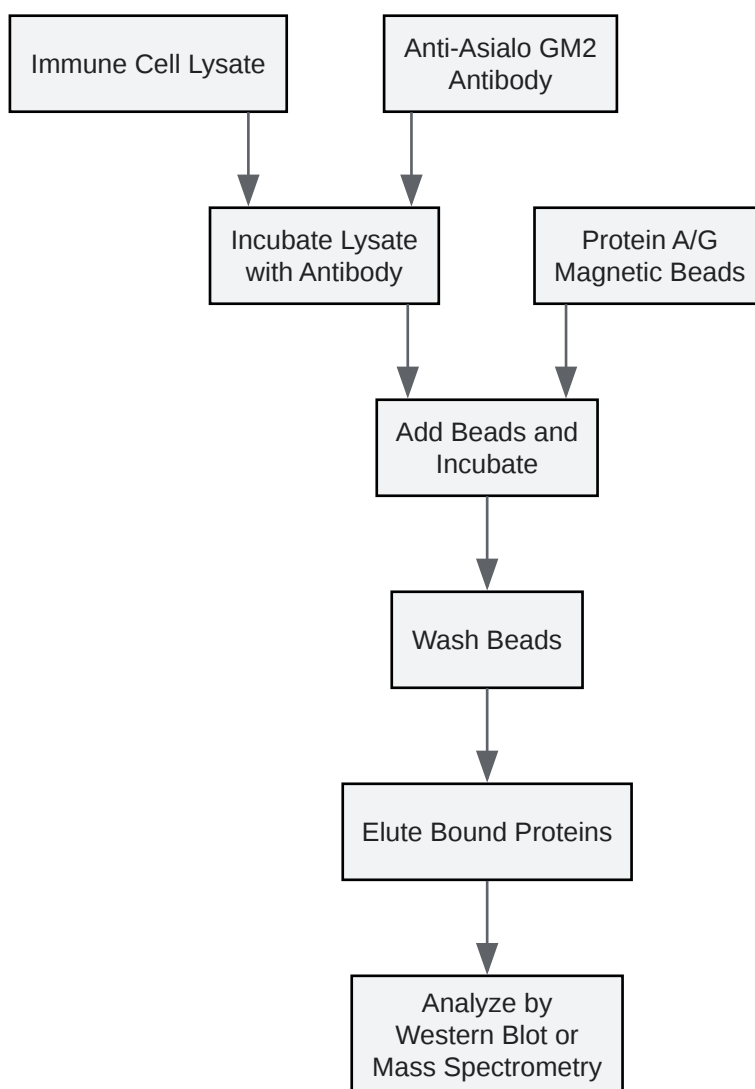 Immune Cell Lysate
Anti-Asialo GM2
Antibody
Incubate Lysate
with Antibody
Protein A/G
Magnetic Beads
Add Beads and
Incubate
Wash Beads
Elute Bound Proteins
Analyze by
Western Blot or
Mass Spectrometry